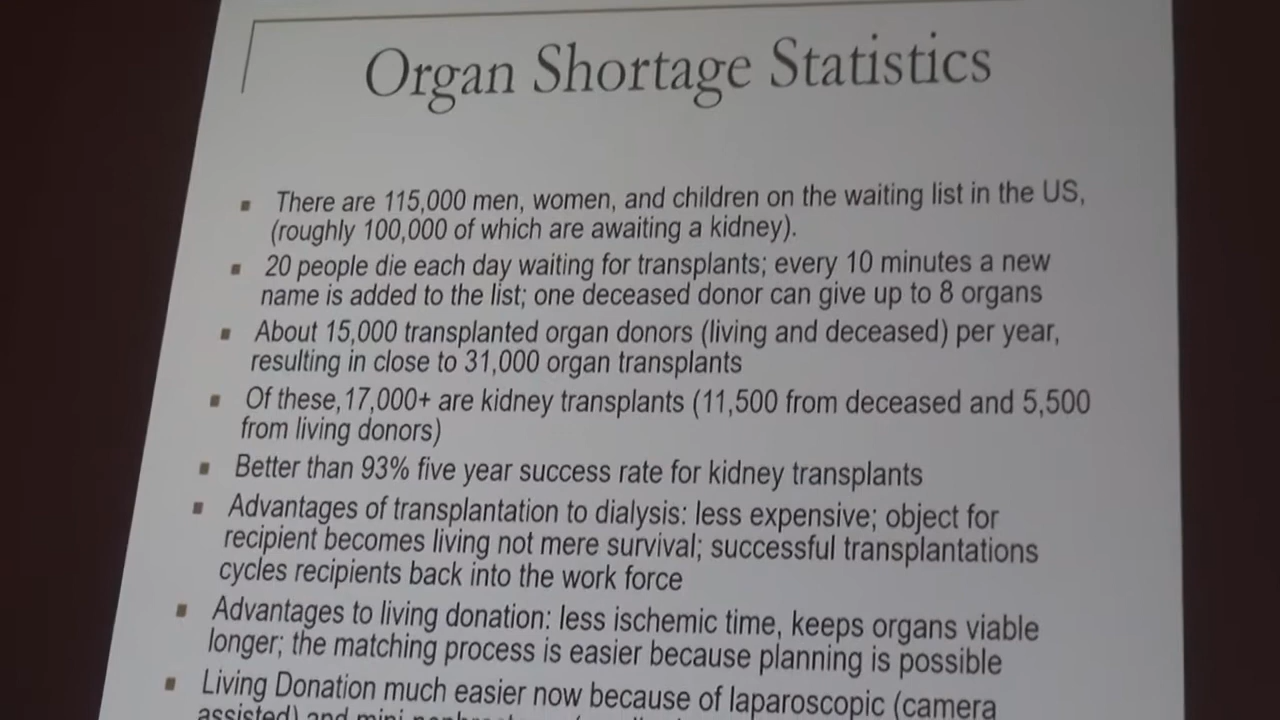 Organ Shortage Statistics
There are 115,000 men, women, and children on the waiting list in the US,
(roughly 100,000 of which are awaiting a kidney).
20 people die each day waiting for transplants; every 10 minutes a new
name is added to the list; one deceased donor can give up to 8 organs
About 15,000 transplanted organ donors (living and deceased) per year,
resulting in close to 31,000 organ transplants
Of these,17,000+ are kidney transplants (11,500 from deceased and 5,500
from living donors)
Better than 93% five year success rate for kidney transplants
Advantages of transplantation to dialysis: less expensive; object for
recipient becomes living not mere survival; successful transplantations
cycles recipients back into the work force
Advantages to living donation: less ischemic time, keeps organs viable
longer; the matching process is easier because planning is possible
Living Donation much easier now because of laparoscopic (camera
assisted) and mini